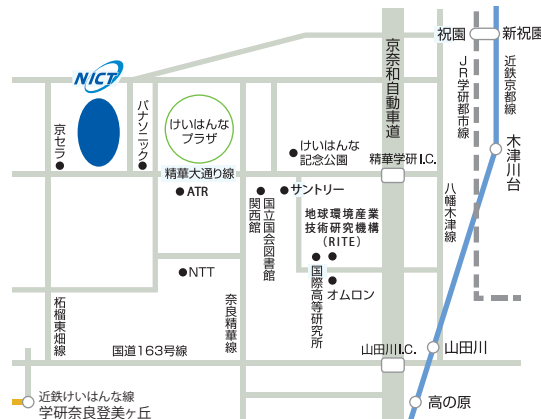 祝園
新祝園
NICT
京セラ
パナソニック
けいはんな
プラザ
京奈和自動車道
JR学研都市線
近鉄京都線
けいはんな
記念公園
精華学研I.C.
木津川台
精華大通り線
ATR
サントリー
国立国会図書館
関西館
地球環境産業
技術研究機構
(RITE)
八幡木津線
NTT
国際高等研究所
オムロン
柘榴東畑線
奈良精華線
国道163号線
山田川I.C.
山田川
近鉄けいはんな線
学研奈良登美ヶ丘
高の原